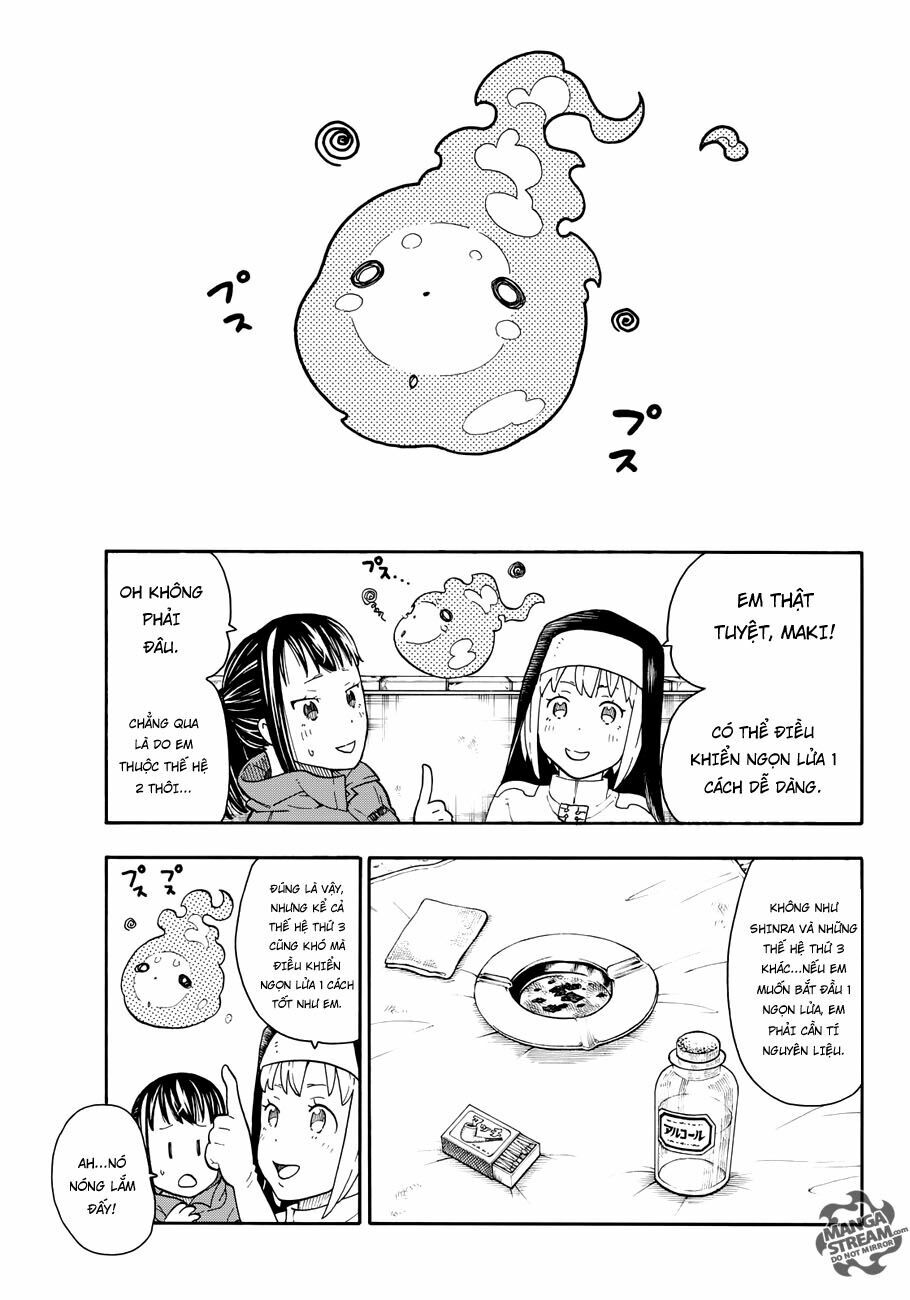 プス
プス
EM THẬT
TUYỆT, MAKI!
CÓ THỂ ĐIỀU
KHIỂN NGỌN LỬA 1
CÁCH DỄ DÀNG.
プス...
OH KHÔNG
PHẢI
ĐÂU.
CHẲNG QUA
LÀ DO EM
THUỘC THẾ HỆ
2 THÔI...
KHÔNG NHƯ
SHINRA VÀ NHỮNG
THẾ HỆ THỨ 3
KHÁC...NẾU EM
MUỐN BẮT ĐẦU 1
NGỌN LỬA, EM
PHẢI CẦN TÍ
NGUYÊN LIỆU.
アルコール
マッチ
ĐÚNG LÀ VẬY,
NHƯNG KỂ CẢ
THẾ HỆ THỨ 3
CŨNG KHÓ MÀ
ĐIỀU KHIỂN
NGỌN LỬA 1 CÁCH
TỐT NHƯ EM.
プス
プス
AH...NÓ
NÓNG LẮM
ĐẤY!
MANGA
STREAM.com
DO NOT MIRROR